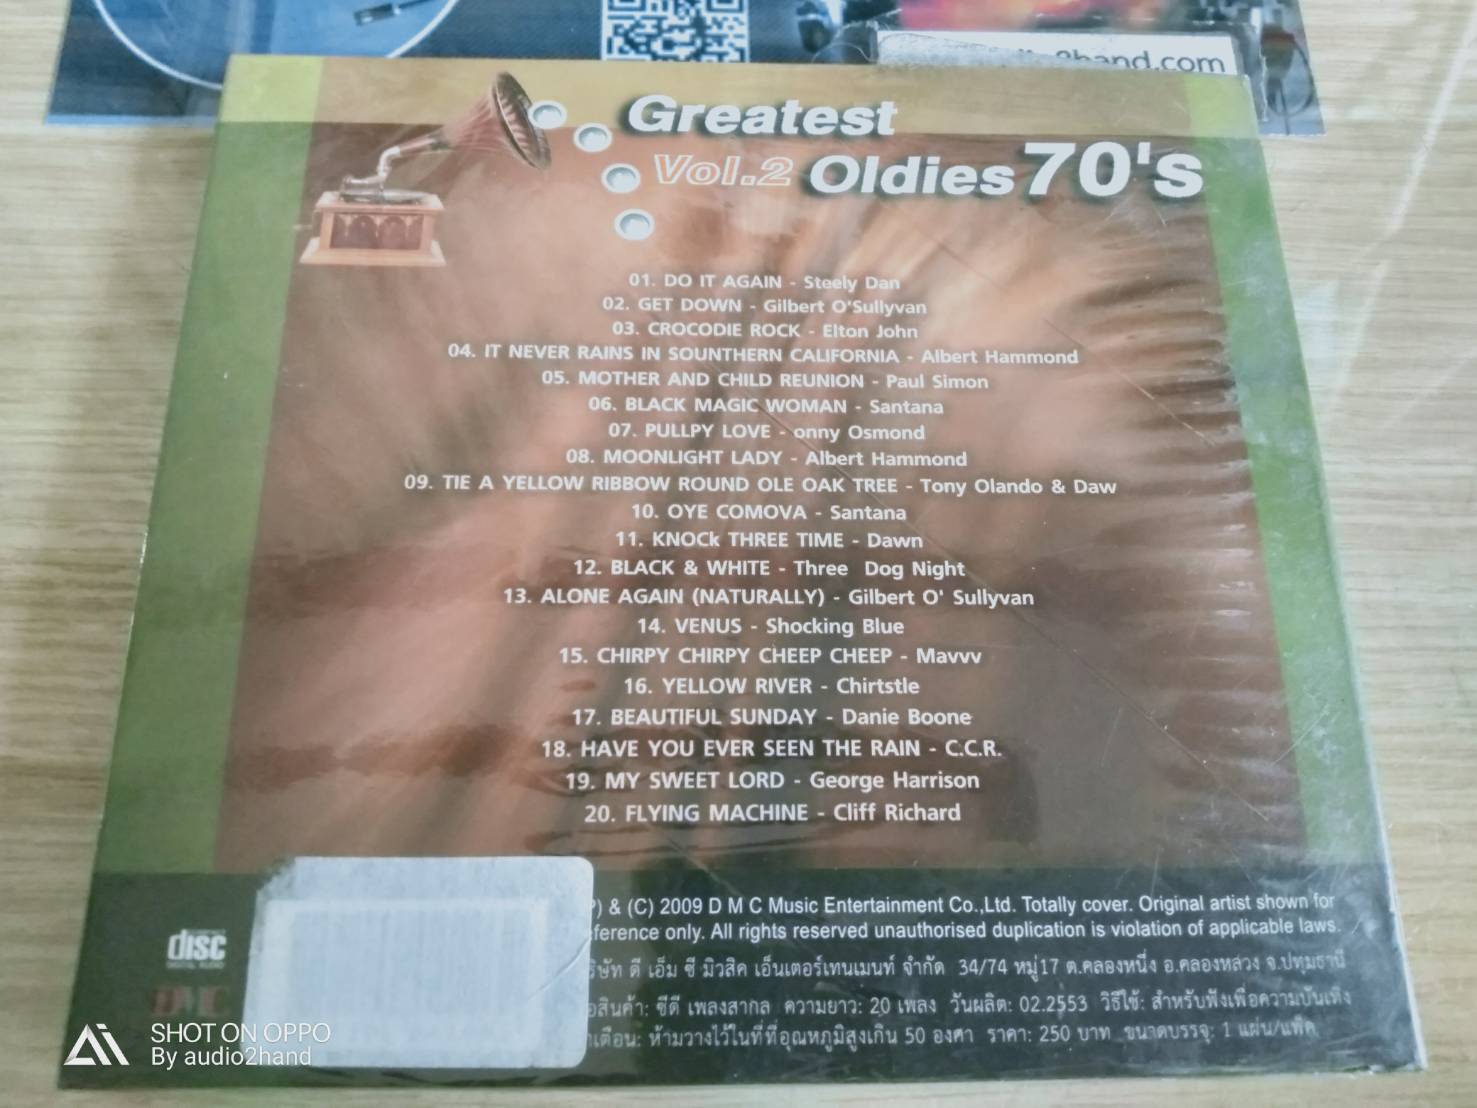 hand.com
Greatest
Vol.2 Oldies 70's
01. DO IT AGAIN - Steely Dan
02. GET DOWN - Gilbert O'Sullyvan
03. CROCODIE ROCK - Elton John
04. IT NEVER RAINS IN SOUNTHERN CALIFORNIA - Albert Hammond
05. MOTHER AND CHILD REUNION - Paul Simon
06. BLACK MAGIC WOMAN - Santana
07. PULLPY LOVE - onny Osmond
08. MOONLIGHT LADY - Albert Hammond
09. TIE A YELLOW RIBBOW ROUND OLE OAK TREE - Tony Olando & Daw
10. OYE COMOVA - Santana
11. KNOCk THREE TIME - Dawn
12. BLACK & WHITE - Three Dog Night
13. ALONE AGAIN (NATURALLY) - Gilbert O' Sullyvan
14. VENUS - Shocking Blue
15. CHIRPY CHIRPY CHEEP CHEEP - Mavvv
16. YELLOW RIVER - Chirtstle
17. BEAUTIFUL SUNDAY - Danie Boone
18. HAVE YOU EVER SEEN THE RAIN - C.C.R.
19. MY SWEET LORD - George Harrison
20. FLYING MACHINE - Cliff Richard
) & (C) 2009 D M C Music Entertainment Co.,Ltd. Totally cover. Original artist shown for
eference only. All rights reserved unauthorised duplication is violation of applicable laws.
ริษัท ดี เอ็ม ซี มิวสิค เอ็นเตอร์เทนเมนท์ จำกัด 34/74 หมู่17 ต.คลองหนึ่ง อ.คลองหลวง จ.ปทุมธานี
อสินค้า: ซีดี เพลงสากล ความยาว: 20 เพลง วันผลิต: 02.2553 วิธีใช้: สำหรับฟังเพื่อความบันเทิง
เตือน: ห้ามวางไว้ในที่ที่อุณหภูมิสูงเกิน 50 องศา ราคา: 250 บาท ขนาดบรรจุ: 1 แผ่น/แพ็ค
disc
DIGITAL AUDIO
DMC
SHOT ON OPPO
By audio2hand